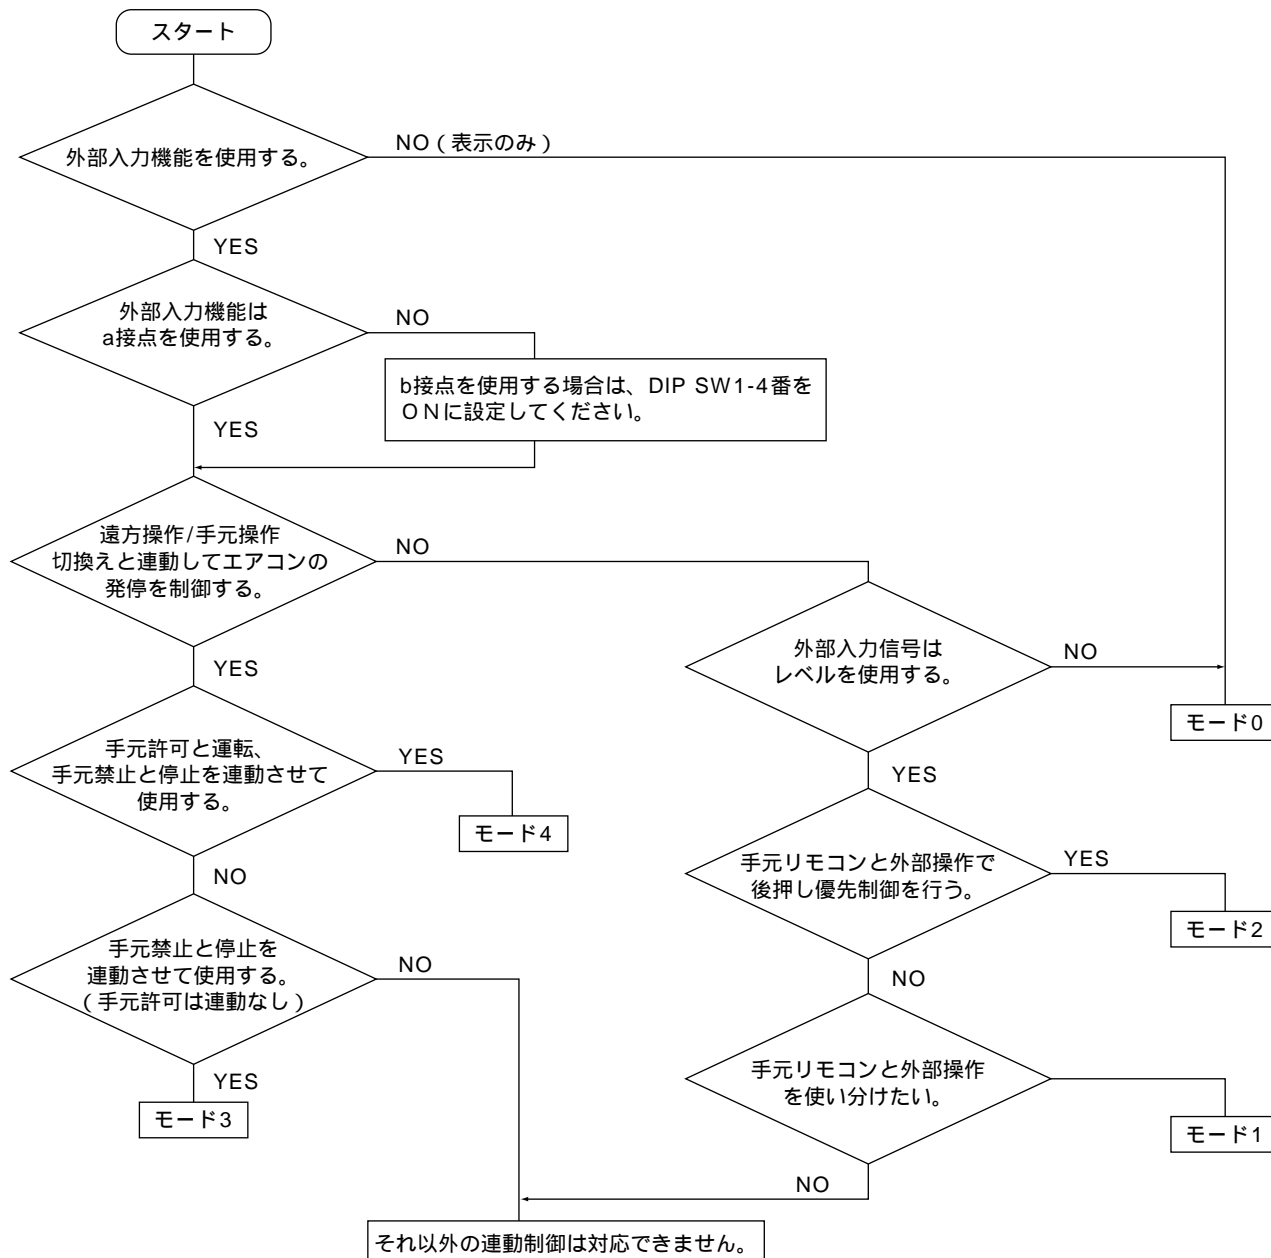 スタート
外部入力機能を使用する。
NO（表示のみ）
YES
外部入力機能は
a接点を使用する。
NO
b接点を使用する場合は、DIP SW1-4番を
ＯＮに設定してください。
YES
遠方操作/手元操作
切換えと連動してエアコンの
発停を制御する。
NO
YES
外部入力信号は
レベルを使用する。
NO
モード0
YES
手元許可と運転、
手元禁止と停止を連動させて
使用する。
YES
モード4
NO
手元リモコンと外部操作で
後押し優先制御を行う。
YES
モード2
NO
手元禁止と停止を
連動させて使用する。
（手元許可は連動なし）
NO
YES
モード3
手元リモコンと外部操作
を使い分けたい。
モード1
NO
それ以外の連動制御は対応できません。